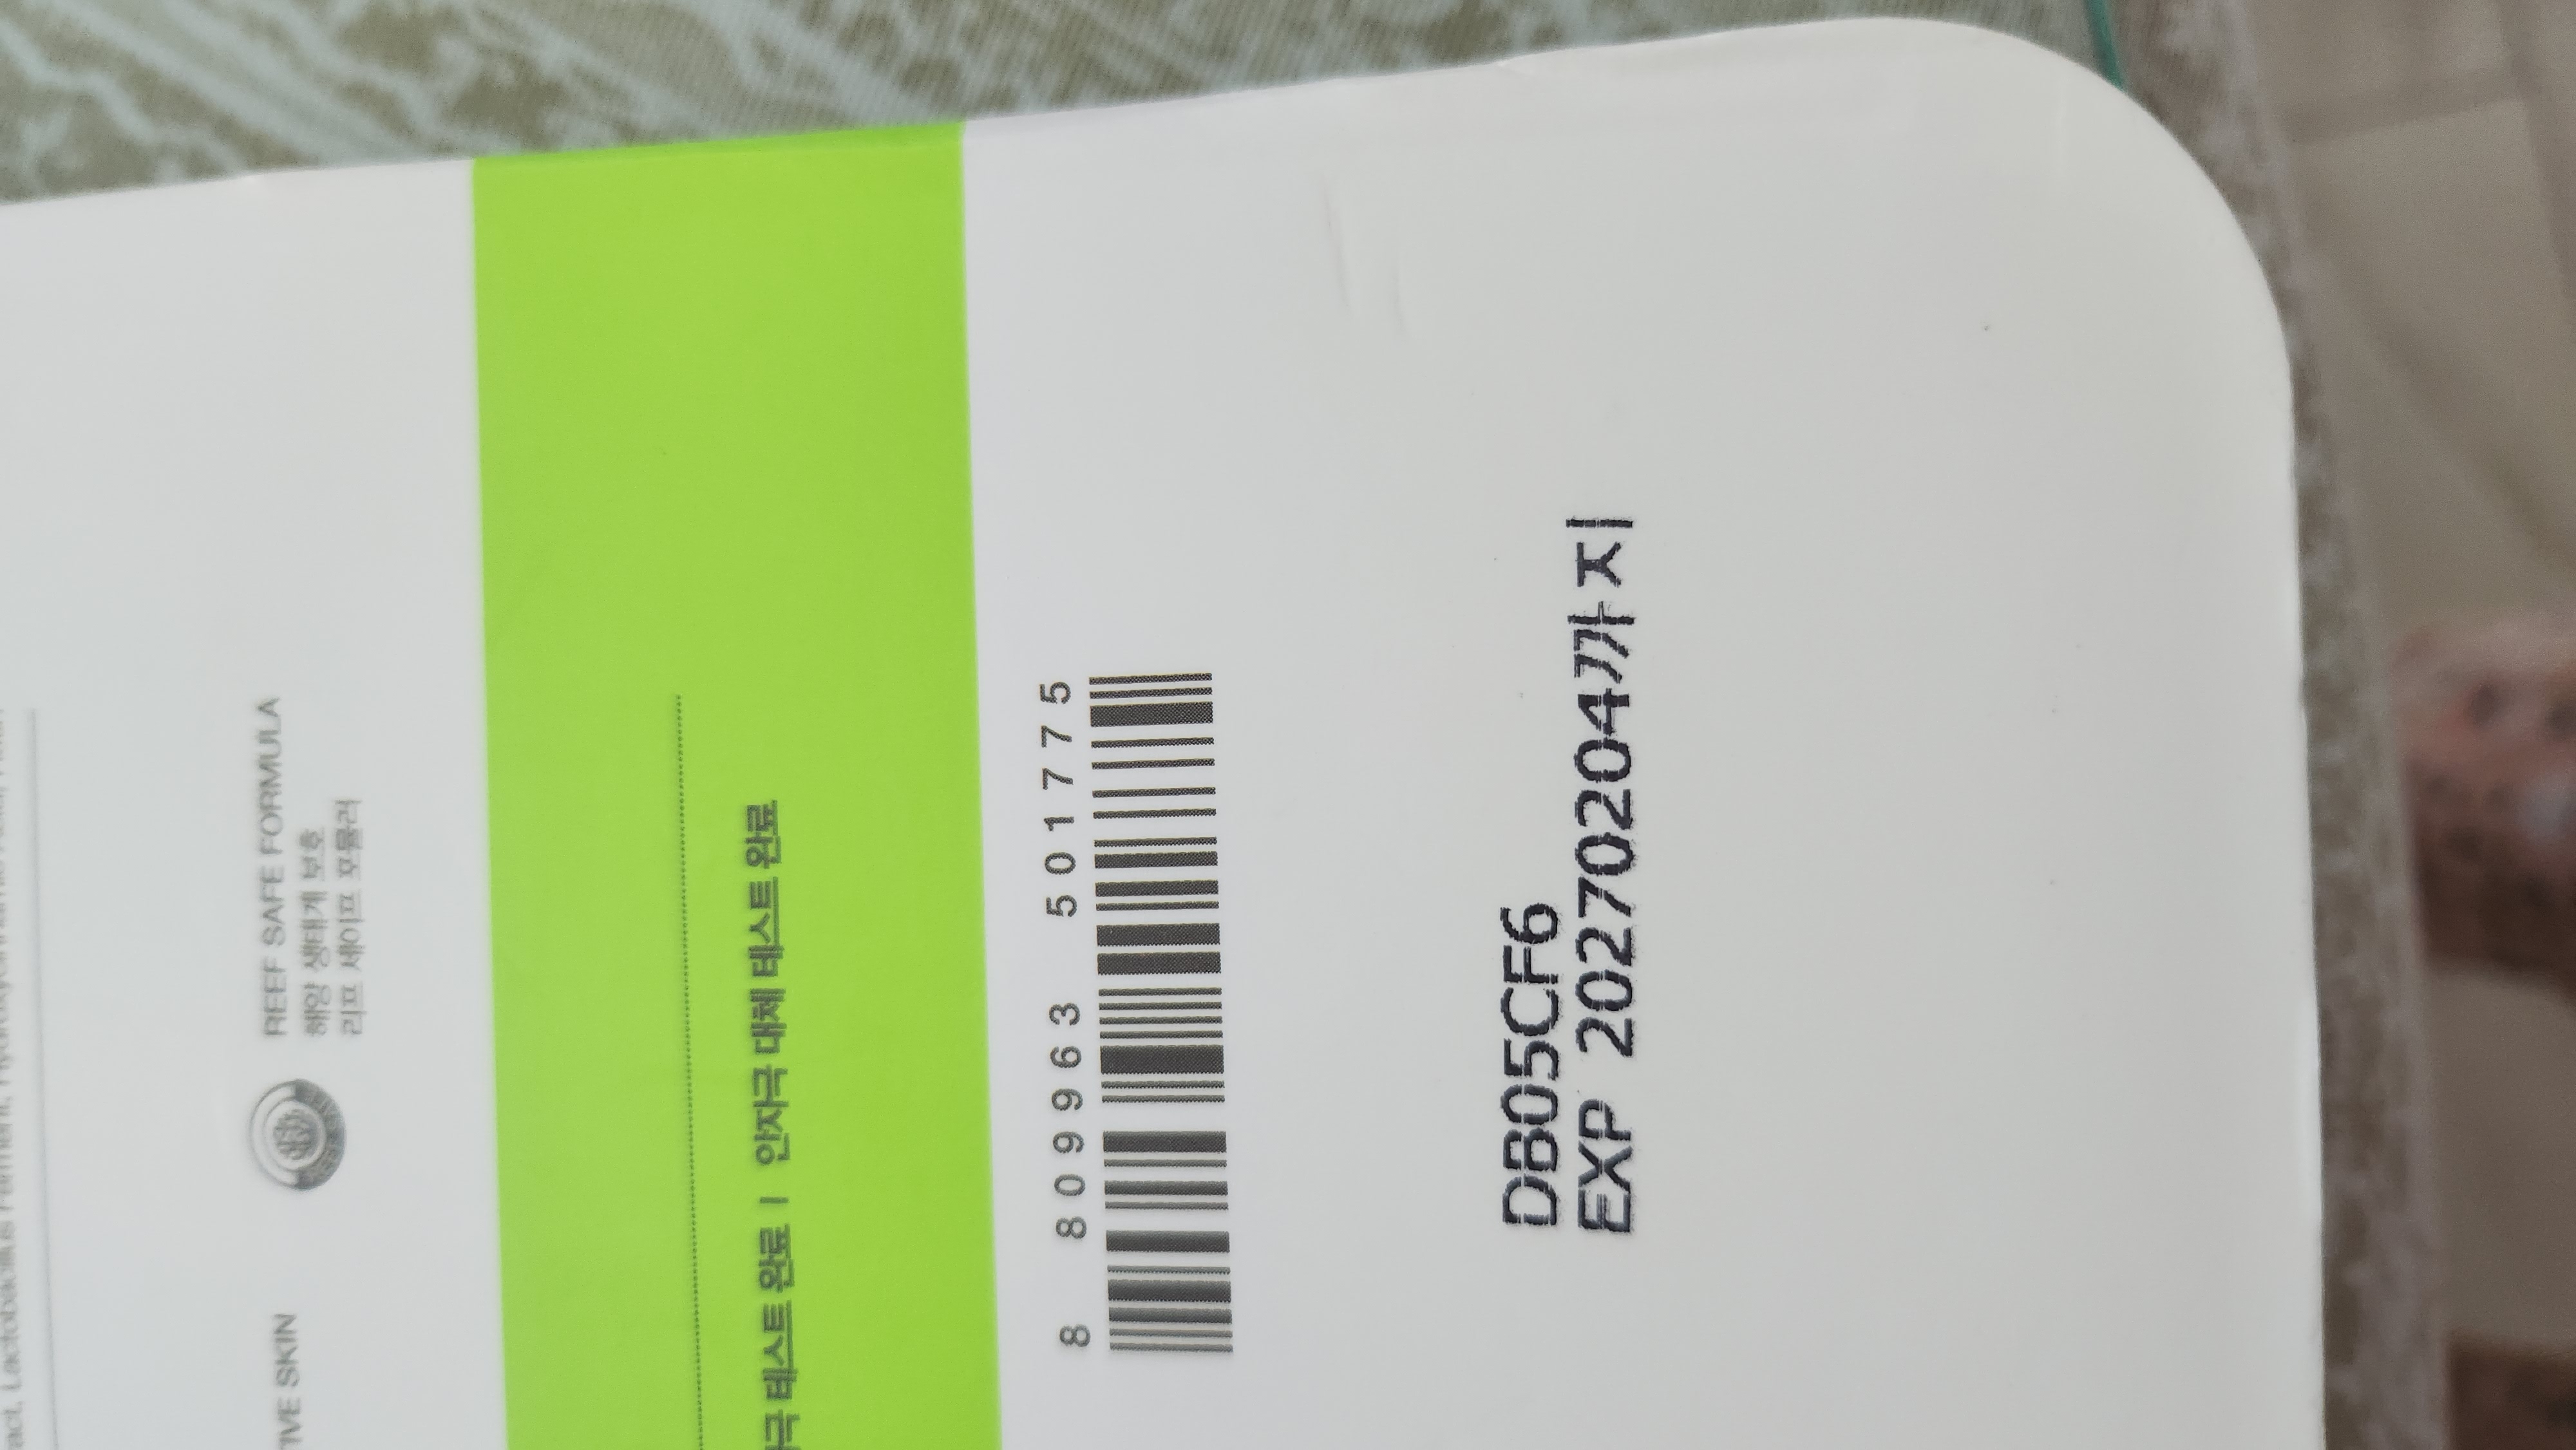 REEF SAFE FORMULA
해양 생태계 보호
리프 세이프 포뮬러
SKIN
테스트 완료 | 안자극 대체 테스트 완료
8 809963 501775
DB05CF6
EXP 20270204까지